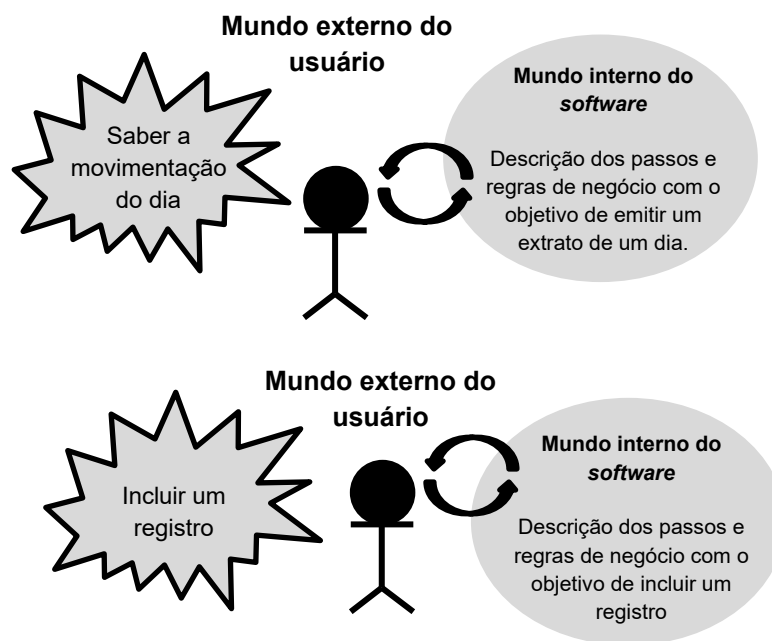 Mundo externo do
usuário
Saber a
movimentação
do dia
Mundo interno do
software
Descrição dos passos e
regras de negócio com o
objetivo de emitir um
extrato de um dia.
Mundo externo do
usuário
Incluir um
registro
Mundo interno do
software
Descrição dos passos e
regras de negócio com o
objetivo de incluir um
registro